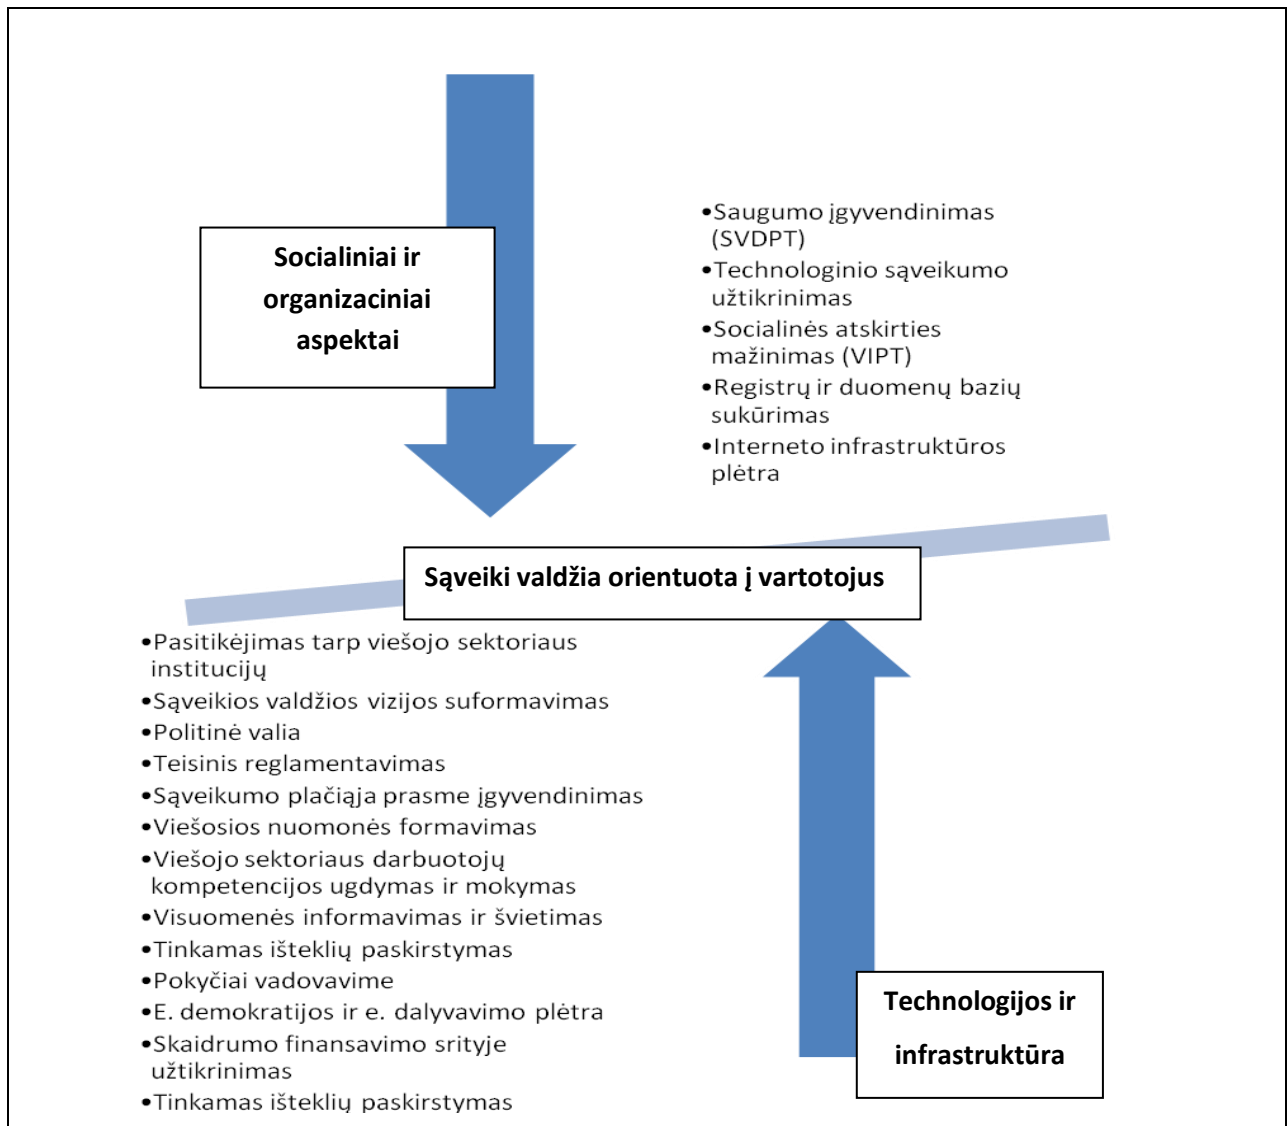 Socialiniai ir
organizaciniai
aspektai
•Saugumo įgyvendinimas
(SVDPT)
•Technologinio sąveikumo
užtikrinimas
•Socialinės atskirties
mažinimas (VIPT)
•Registrų ir duomenų bazių
sukūrimas
•Interneto infrastruktūros
plėtra
Sąveiki valdžia orientuota į vartotojus
•Pasitikėjimas tarp viešojo sektoriaus
institucijų
•Sąveikios valdžios vizijos suformavimas
•Politinė valia
•Teisinis reglamentavimas
•Sąveikumo plačiąja prasme įgyvendinimas
•Viešosios nuomonės formavimas
•Viešojo sektoriaus darbuotojų
kompetencijos ugdymas ir mokymas
•Visuomenės informavimas ir švietimas
•Tinkamas išteklių paskirstymas
•Pokyčiai vadovavime
•E. demokratijos ir e. dalyvavimo plėtra
•Skaidrumo finansavimo srityje
užtikrinimas
•Tinkamas išteklių paskirstymas
Technologijos ir
infrastruktūra